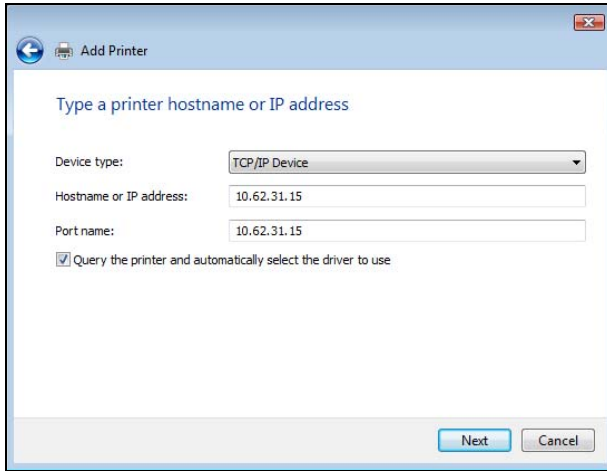 Add Printer
Type a printer hostname or IP address
Device type: TCP/IP Device
Hostname or IP address: 10.62.31.15
Port name: 10.62.31.15
Query the printer and automatically select the driver to use
Next Cancel